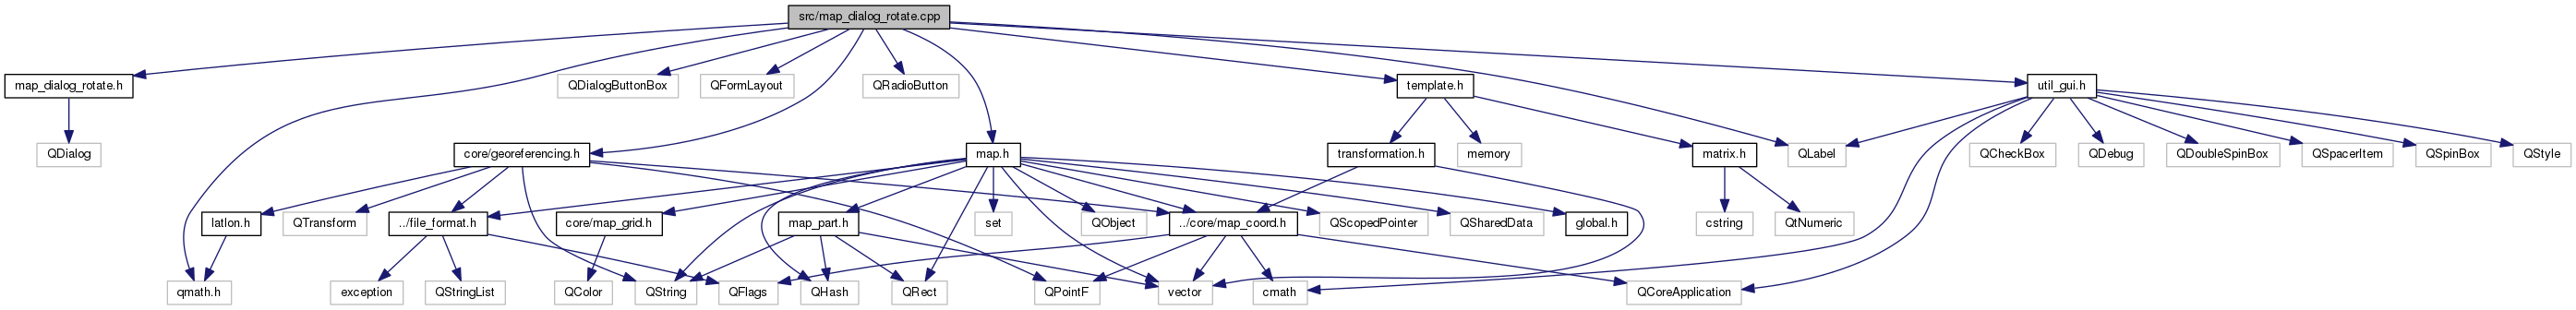 src/map_dialog_rotate.cpp
map_dialog_rotate.h
QDialogButtonBox
QFormLayout
QRadioButton
template.h
util_gui.h
QDialog
core/georeferencing.h
map.h
transformation.h
memory
matrix.h
QLabel
QCheckBox
QDebug
QDoubleSpinBox
QSpacerItem
QSpinBox
QStyle
latlon.h
QTransform
../file_format.h
core/map_grid.h
map_part.h
set
QObject
../core/map_coord.h
QScopedPointer
QSharedData
global.h
cstring
QtNumeric
qmath.h
exception
QStringList
QColor
QString
QFlags
QHash
QRect
QPointF
vector
cmath
QCoreApplication